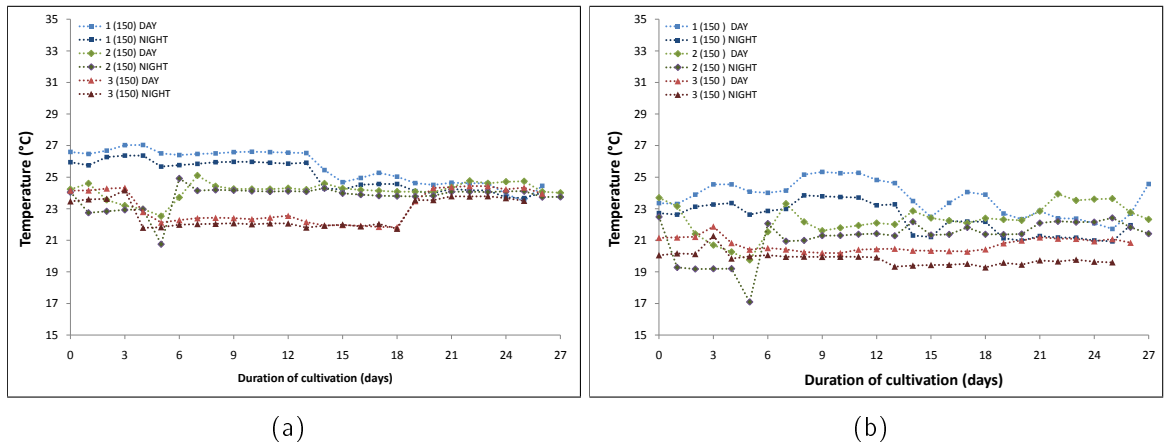 35
33
31
29
27
25
23
21
19
17
15
Temperature (°C)
1 (150) DAY
1 (150) NIGHT
2 (150) DAY
2 (150) NIGHT
3 (150) DAY
3 (150) NIGHT
0 3 6 9 12 15 18 21 24 27
Duration of cultivation (days)
(a)
35
33
31
29
27
25
23
21
19
17
15
Temperature (°C)
1 (150 ) DAY
1 (150 ) NIGHT
2 (150 ) DAY
2 (150 ) NIGHT
3 (150 ) DAY
3 (150 ) NIGHT
0 3 6 9 12 15 18 21 24 27
Duration of cultivation (days)
(b)